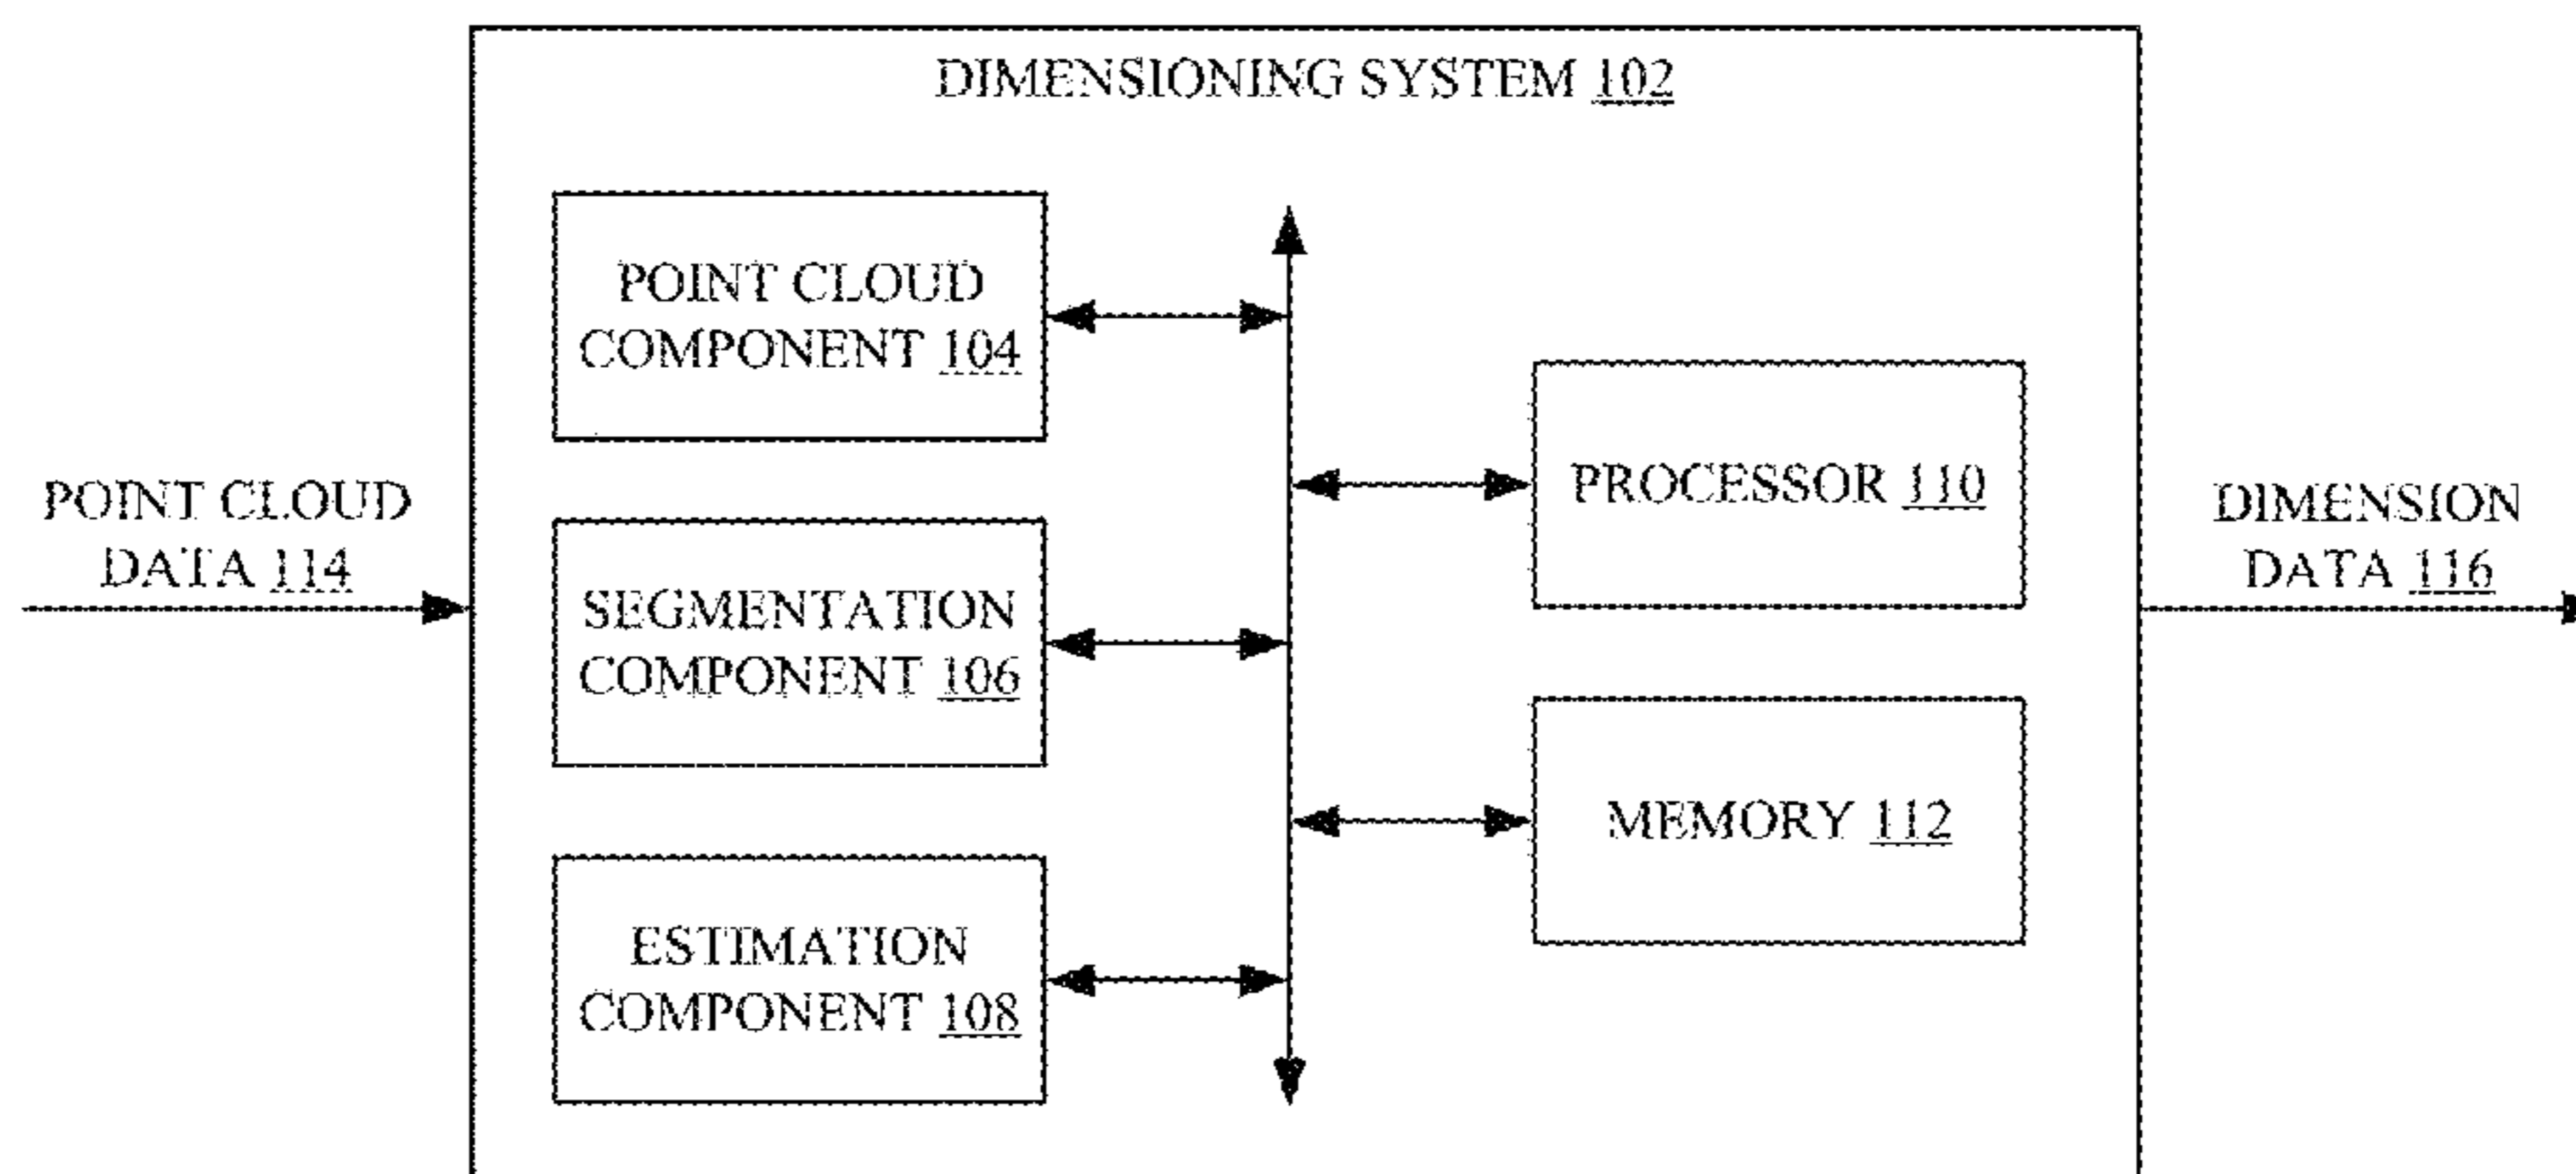 DIMENSIONING SYSTEM 102
POINT CLOUD
COMPONENT 104
POINT CLOUD
DATA 114
SEGMENTATION
COMPONENT 106
ESTIMATION
COMPONENT 108
PROCESSOR 110
MEMORY 112
DIMENSION
DATA 116